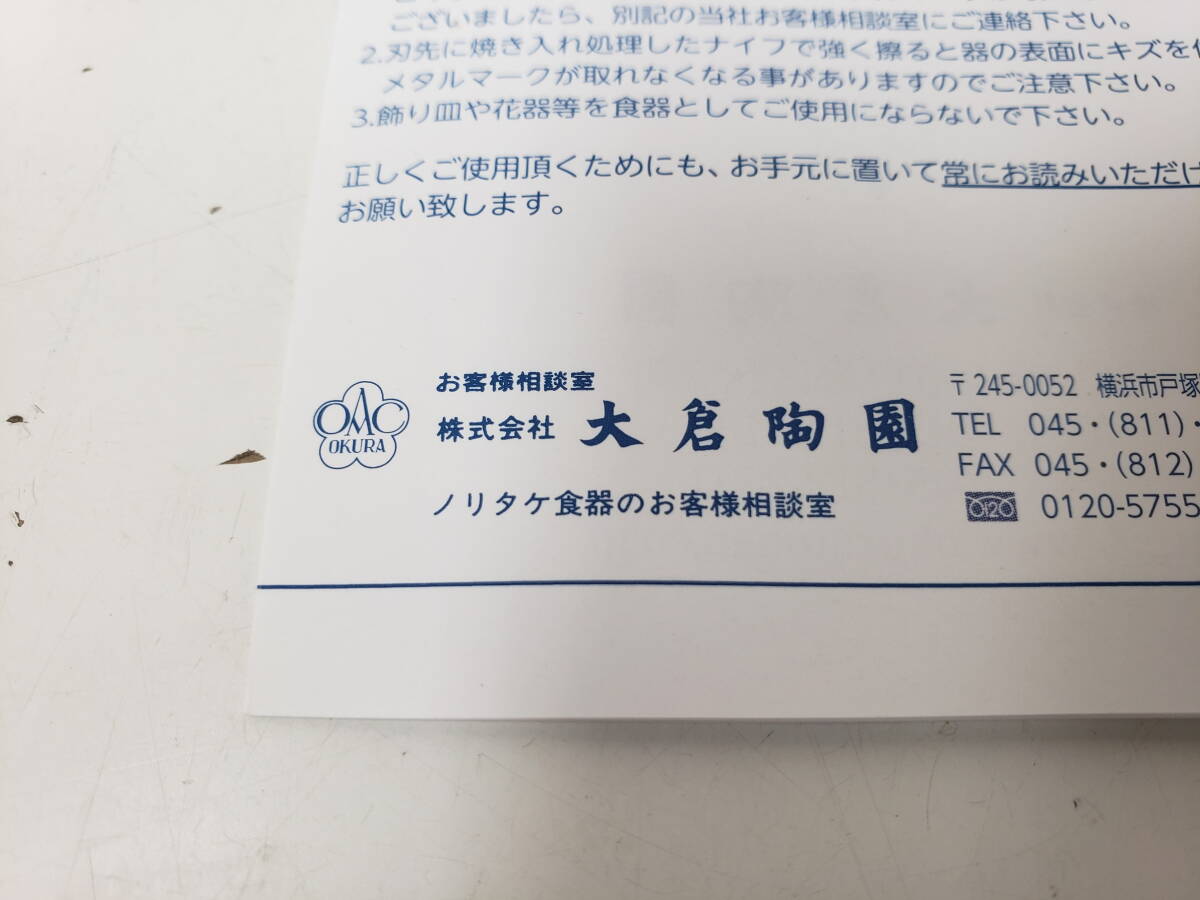 ございましたら、別記の当社お客様相談室にご連絡下さい。
2.刃先に焼き入れ処理したナイフで強く擦ると器の表面にキズを
メタルマークが取れなくなる事がありますのでご注意下さい。
3.飾り皿や花器等を食器としてご使用にならないで下さい。
正しくご使用頂くためにも、お手元に置いて常にお読みいただけ
お願い致します。
OAC
OKURA
お客様相談室
株式会社 大倉陶園
ノリタケ食器のお客様相談室
〒245-0052 横浜市戸塚
TEL 045・(811)・
FAX 045・(812)
0120 0120-5755